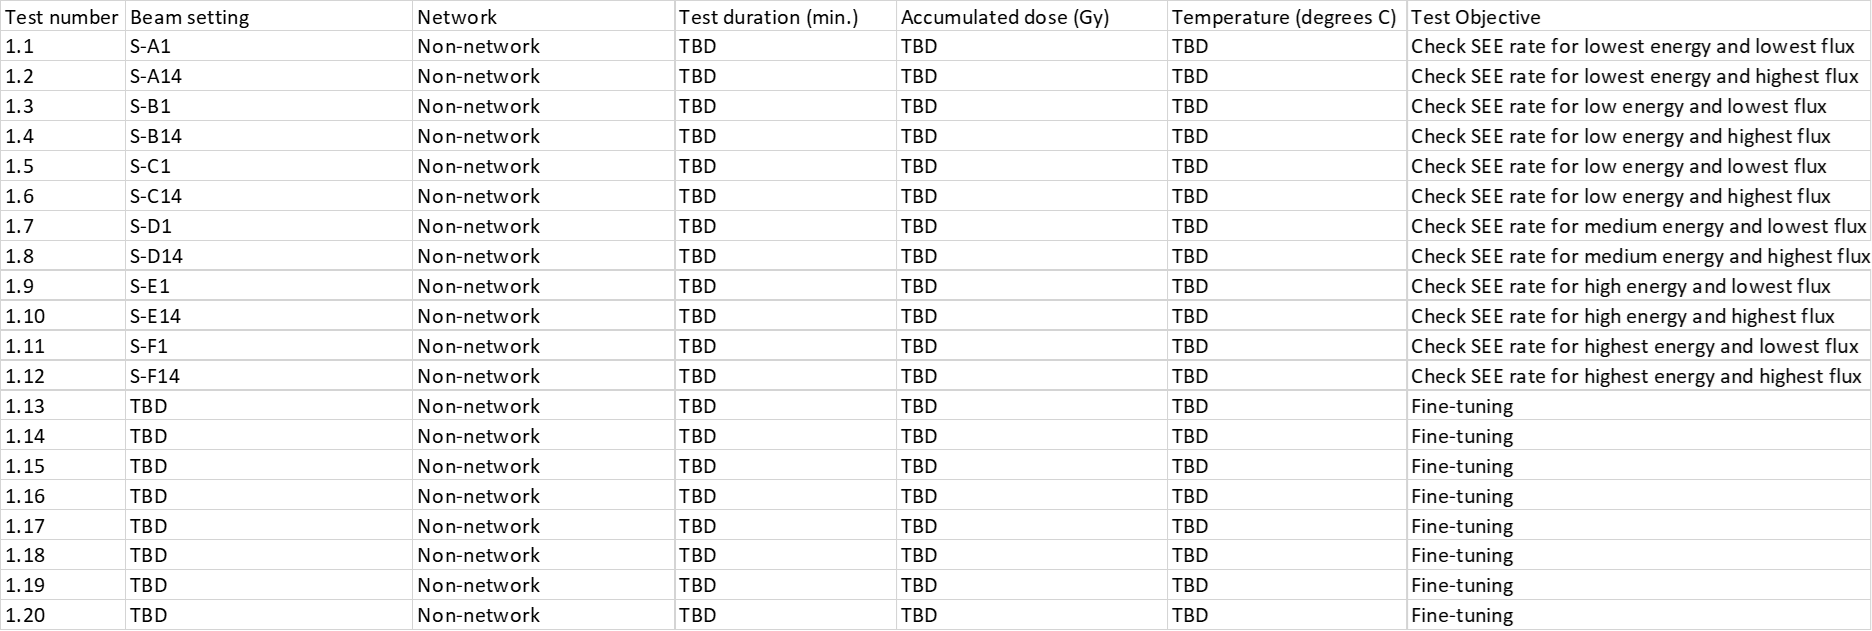 Test number Beam setting Network Test duration (min.) Accumulated dose (Gy) Temperature (degrees C) Test Objective
1.1 S-A1 Non-network TBD TBD TBD Check SEE rate for lowest energy and lowest flux
1.2 S-A14 Non-network TBD TBD TBD Check SEE rate for lowest energy and highest flux
1.3 S-B1 Non-network TBD TBD TBD Check SEE rate for low energy and lowest flux
1.4 S-B14 Non-network TBD TBD TBD Check SEE rate for low energy and highest flux
1.5 S-C1 Non-network TBD TBD TBD Check SEE rate for low energy and lowest flux
1.6 S-C14 Non-network TBD TBD TBD Check SEE rate for low energy and highest flux
1.7 S-D1 Non-network TBD TBD TBD Check SEE rate for medium energy and lowest flux
1.8 S-D14 Non-network TBD TBD TBD Check SEE rate for medium energy and highest flux
1.9 S-E1 Non-network TBD TBD TBD Check SEE rate for high energy and lowest flux
1.10 S-E14 Non-network TBD TBD TBD Check SEE rate for high energy and highest flux
1.11 S-F1 Non-network TBD TBD TBD Check SEE rate for highest energy and lowest flux
1.12 S-F14 Non-network TBD TBD TBD Check SEE rate for highest energy and highest flux
1.13 TBD Non-network TBD TBD TBD Fine-tuning
1.14 TBD Non-network TBD TBD TBD Fine-tuning
1.15 TBD Non-network TBD TBD TBD Fine-tuning
1.16 TBD Non-network TBD TBD TBD Fine-tuning
1.17 TBD Non-network TBD TBD TBD Fine-tuning
1.18 TBD Non-network TBD TBD TBD Fine-tuning
1.19 TBD Non-network TBD TBD TBD Fine-tuning
1.20 TBD Non-network TBD TBD TBD Fine-tuning